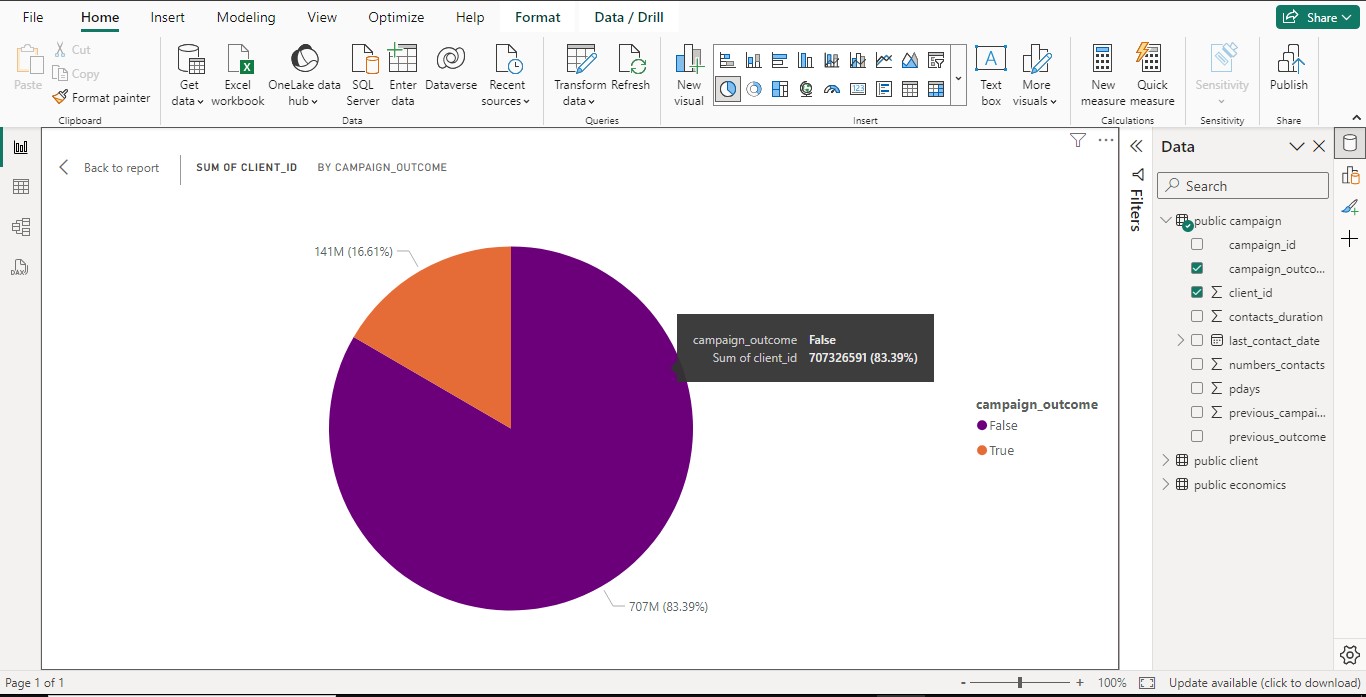 File Home Insert Modeling View Optimize Help Format Data / Drill Share
Paste
Cut
Copy
Format painter
Clipboard
Get data
Excel workbook
OneLake data hub
SQL Server
Enter data
Dataverse
Recent sources
Data
Transform data
Refresh
Queries
New visual
Text box
More visuals
Insert
New measure
Quick measure
Calculations
Sensitivity
Sensitivity
Publish
Share
Back to report
SUM OF CLIENT_ID BY CAMPAIGN_OUTCOME
141M (16.61%)
campaign_outcome False
Sum of client_id 707326591 (83.39%)
707M (83.39%)
campaign_outcome
False
True
Filters
Data
Search
public campaign
campaign_id
campaign_outco...
client_id
contacts_duration
last_contact_date
numbers_contacts
pdays
previous_campai...
previous_outcome
public client
public economics
Page 1 of 1
- + 100%
Update available (click to download)